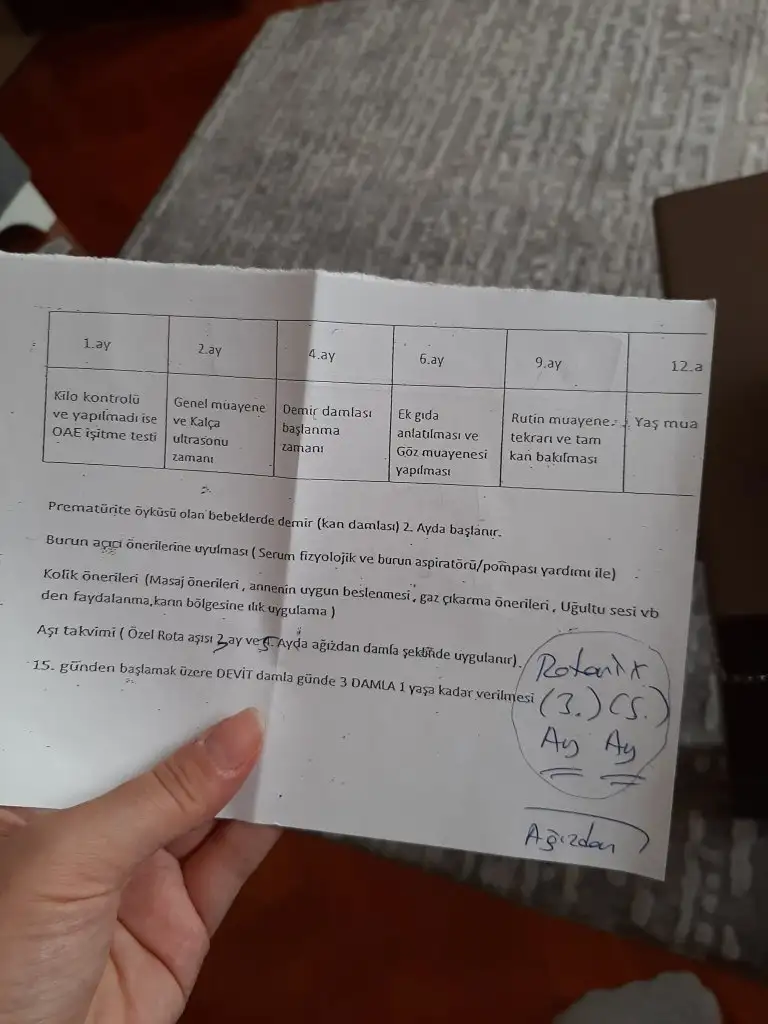 1.ay
2.ay
4.ay
6.ay
9.ay
12.a
Kilo kontrolü
ve yapılmadı ise
OAE işitme testi
Genel muayene
ve Kalça
ultrasonu
zamanı
Demir damlası
başlanma
zamanı
Ek gıda
anlatılması ve
Göz muayenesi
yapılması
Rutin muayene
tekrarı ve tam
kan bakılması
Yaş mua
Prematürite öyküsü olan bebeklerde demir (kan damlası) 2. Ayda başlanır.
Burun açıcı önerilerine uyulması ( Serum fizyolojik ve burun aspiratörü/pompası yardımı ile)
Kolik önerileri (Masaj önerileri , annenin uygun beslenmesi , gaz çıkarma önerileri , Uğultu sesi vb
den faydalanma,karın bölgesine ılık uygulama )
Aşı takvimi ( Özel Rota aşısı 3 ay ve 5. Ayda ağızdan damla şeklinde uygulanır).
15. günden başlamak üzere DEVİT damla günde 3 DAMLA 1 yaşa kadar verilmesi
Rotarix
(3.) (5.)
Ay Ay
Ağızdan